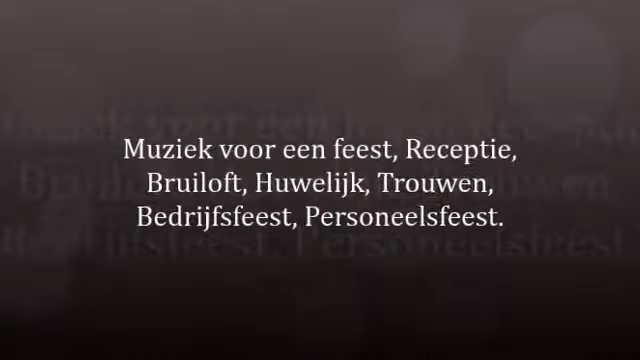 Muziek voor een feest, Receptie,
Bruiloft, Huwelijk, Trouwen,
Bedrijfsfeest, Personeelsfeest.